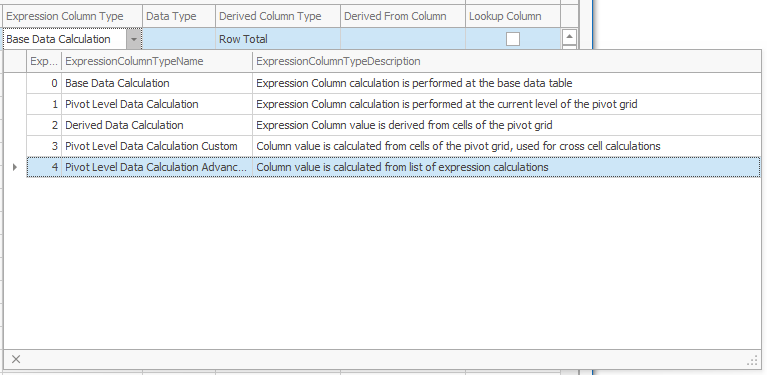 Expression Column Type Data Type Derived Column Type Derived From Column Lookup Column
Base Data Calculation Row Total
Exp... ExpressionColumnTypeName ExpressionColumnTypeDescription
0 Base Data Calculation Expression Column calculation is performed at the base data table
1 Pivot Level Data Calculation Expression Column calculation is performed at the current level of the pivot grid
2 Derived Data Calculation Expression Column value is derived from cells of the pivot grid
3 Pivot Level Data Calculation Custom Column value is calculated from cells of the pivot grid, used for cross cell calculations
4 Pivot Level Data Calculation Advanc... Column value is calculated from list of expression calculations